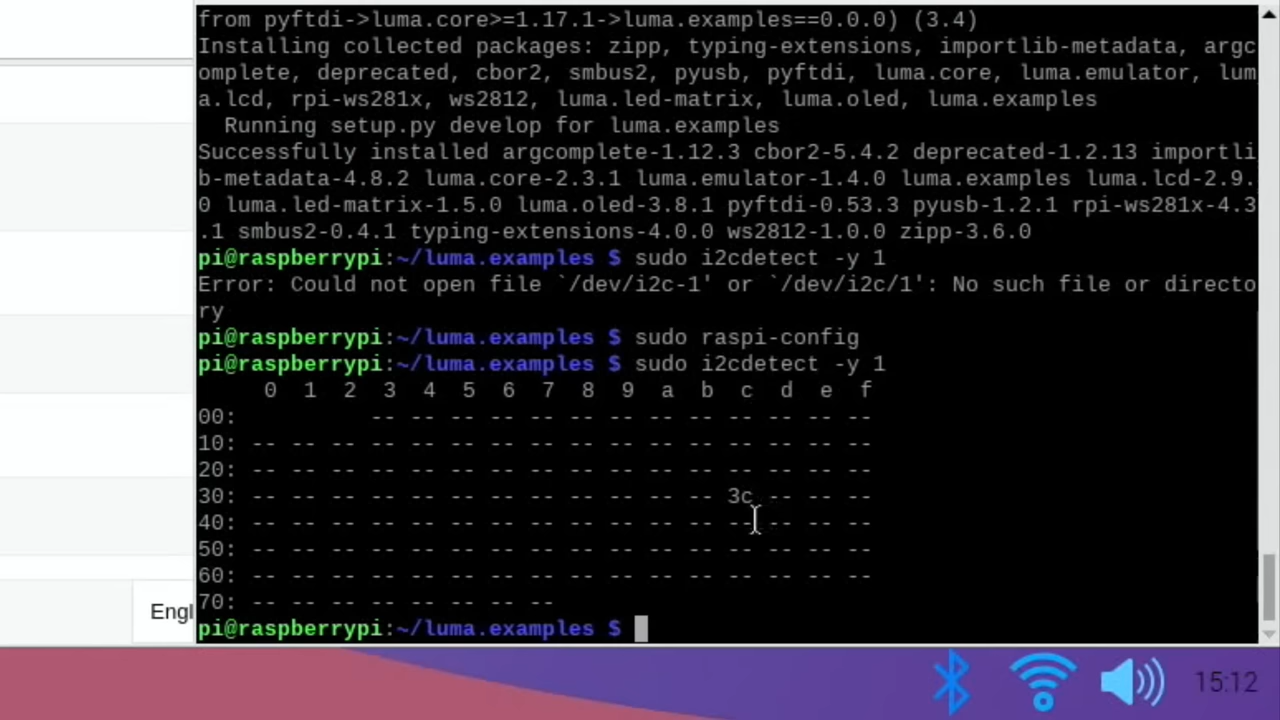 from pyftdi->luma.core>=1.17.1->luma.examples==0.0.0) (3.4)
Installing collected packages: zipp, typing-extensions, importlib-metadata, argc
omplete, deprecated, cbor2, smbus2, pyusb, pyftdi, luma.core, luma.emulator, lum
a.lcd, rpi-ws281x, ws2812, luma.led-matrix, luma.oled, luma.examples
  Running setup.py develop for luma.examples
Successfully installed argcomplete-1.12.3 cbor2-5.4.2 deprecated-1.2.13 importli
b-metadata-4.8.2 luma.core-2.3.1 luma.emulator-1.4.0 luma.examples luma.lcd-2.9.
0 luma.led-matrix-1.5.0 luma.oled-3.8.1 pyftdi-0.53.3 pyusb-1.2.1 rpi-ws281x-4.3
.1 smbus2-0.4.1 typing-extensions-4.0.0 ws2812-1.0.0 zipp-3.6.0
pi@raspberrypi:~/luma.examples $ sudo i2cdetect -y 1
Error: Could not open file `/dev/i2c-1' or `/dev/i2c/1': No such file or directo
ry
pi@raspberrypi:~/luma.examples $ sudo raspi-config
pi@raspberrypi:~/luma.examples $ sudo i2cdetect -y 1
     0  1  2  3  4  5  6  7  8  9  a  b  c  d  e  f
00:          -- -- -- -- -- -- -- -- -- -- -- -- --
10: -- -- -- -- -- -- -- -- -- -- -- -- -- -- -- --
20: -- -- -- -- -- -- -- -- -- -- -- -- -- -- -- --
30: -- -- -- -- -- -- -- -- -- -- -- -- 3c -- -- --
40: -- -- -- -- -- -- -- -- -- -- -- -- -- -- -- --
50: -- -- -- -- -- -- -- -- -- -- -- -- -- -- -- --
60: -- -- -- -- -- -- -- -- -- -- -- -- -- -- -- --
70: -- -- -- -- -- -- -- --
pi@raspberrypi:~/luma.examples $
Engl
15:12